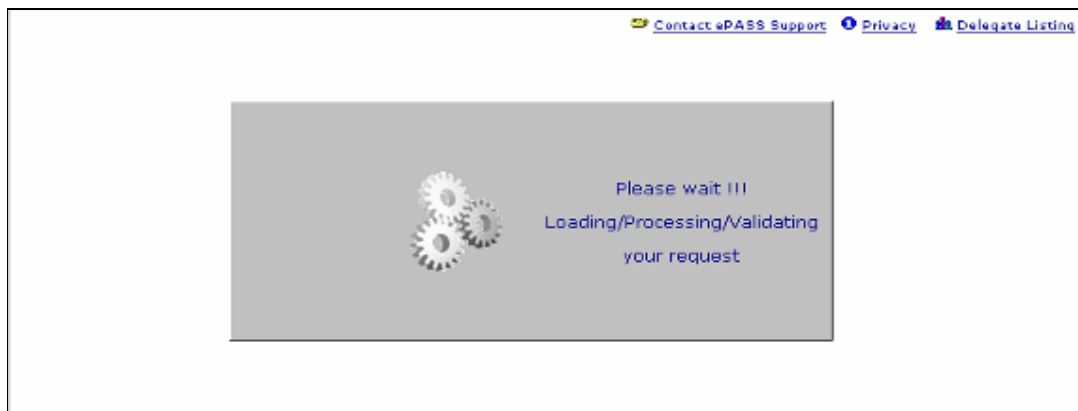 Contact ePASS Support Privacy Delegate Listing
Please wait !!!
Loading/Processing/Validating
your request